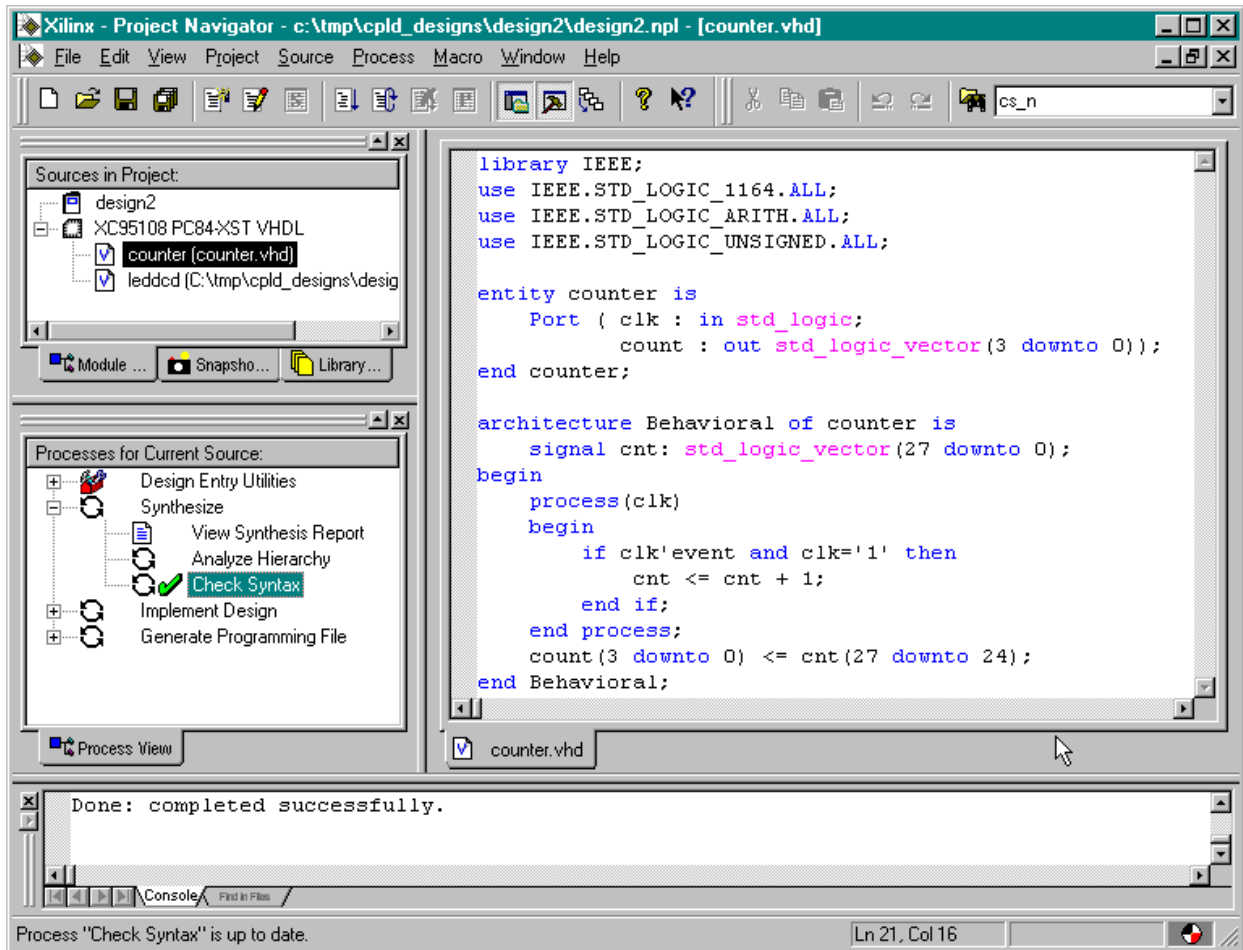 Xilinx - Project Navigator - c:\tmp\cpld_designs\design2\design2.npl - [counter.vhd]
File Edit View Project Source Process Macro Window Help
cs_n
Sources in Project:
design2
XC95108 PC84-XST VHDL
counter (counter.vhd)
leddcd (C:\tmp\cpld_designs\desig
Module ... Snapsho... Library...
Processes for Current Source:
Design Entry Utilities
Synthesize
View Synthesis Report
Analyze Hierarchy
Check Syntax
Implement Design
Generate Programming File
Process View
library IEEE;
use IEEE.STD_LOGIC_1164.ALL;
use IEEE.STD_LOGIC_ARITH.ALL;
use IEEE.STD_LOGIC_UNSIGNED.ALL;
entity counter is
Port ( clk : in std_logic;
count : out std_logic_vector(3 downto 0));
end counter;
architecture Behavioral of counter is
signal cnt: std_logic_vector(27 downto 0);
begin
process(clk)
begin
if clk'event and clk='1' then
cnt <= cnt + 1;
end if;
end process;
count(3 downto 0) <= cnt(27 downto 24);
end Behavioral;
counter.vhd
Done: completed successfully.
Console Find in Files
Process "Check Syntax" is up to date.
Ln 21, Col 16